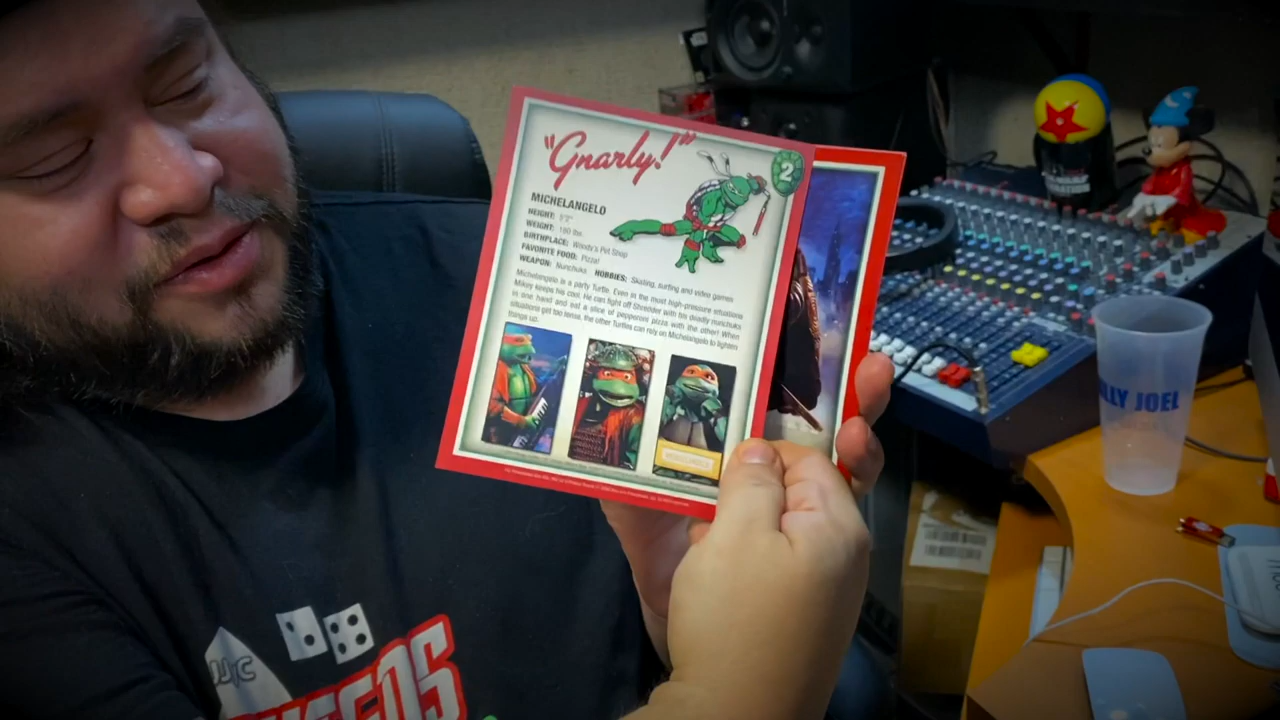 "Gnarly!"
2
MICHELANGELO
HEIGHT: 5'2"
WEIGHT: 160 lbs.
BIRTHPLACE: Woody's Pet Shop
FAVORITE FOOD: Pizza!
WEAPON: Nunchuks HOBBIES: Skating, surfing and video games
Michelangelo is a party Turtle. Even in the most high-pressure situations
Mikey keeps his cool. He can fight off Shredder with his deadly nunchuks
in one hand and eat a slice of pepperoni pizza with the other! When
situations get too tense, the other Turtles can rely on Michelangelo to lighten
things up.
LLY JOEL
JJC